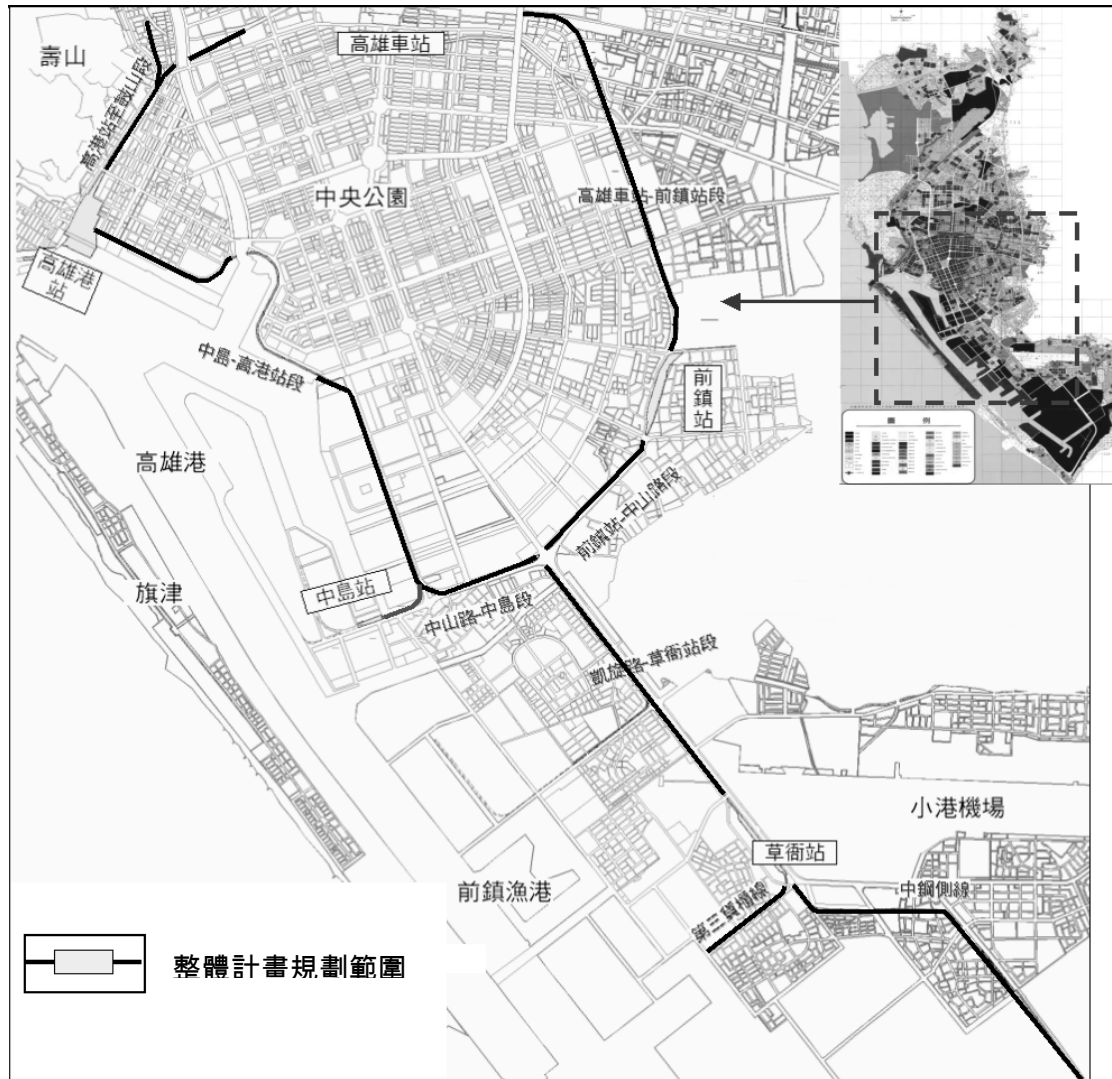 壽山
高雄車站
高港站至鼓山段
中央公園
高雄車站-前鎮站段
高雄港站
中島-高港站段
前鎮站
高雄港
前鎮站-中山路段
旗津
中島站
中山路-中島段
凱旋路-草衙站段
小港機場
草衙站
前鎮漁港
第三貨櫃線
中鋼側線
整體計畫規劃範圍
圖 例